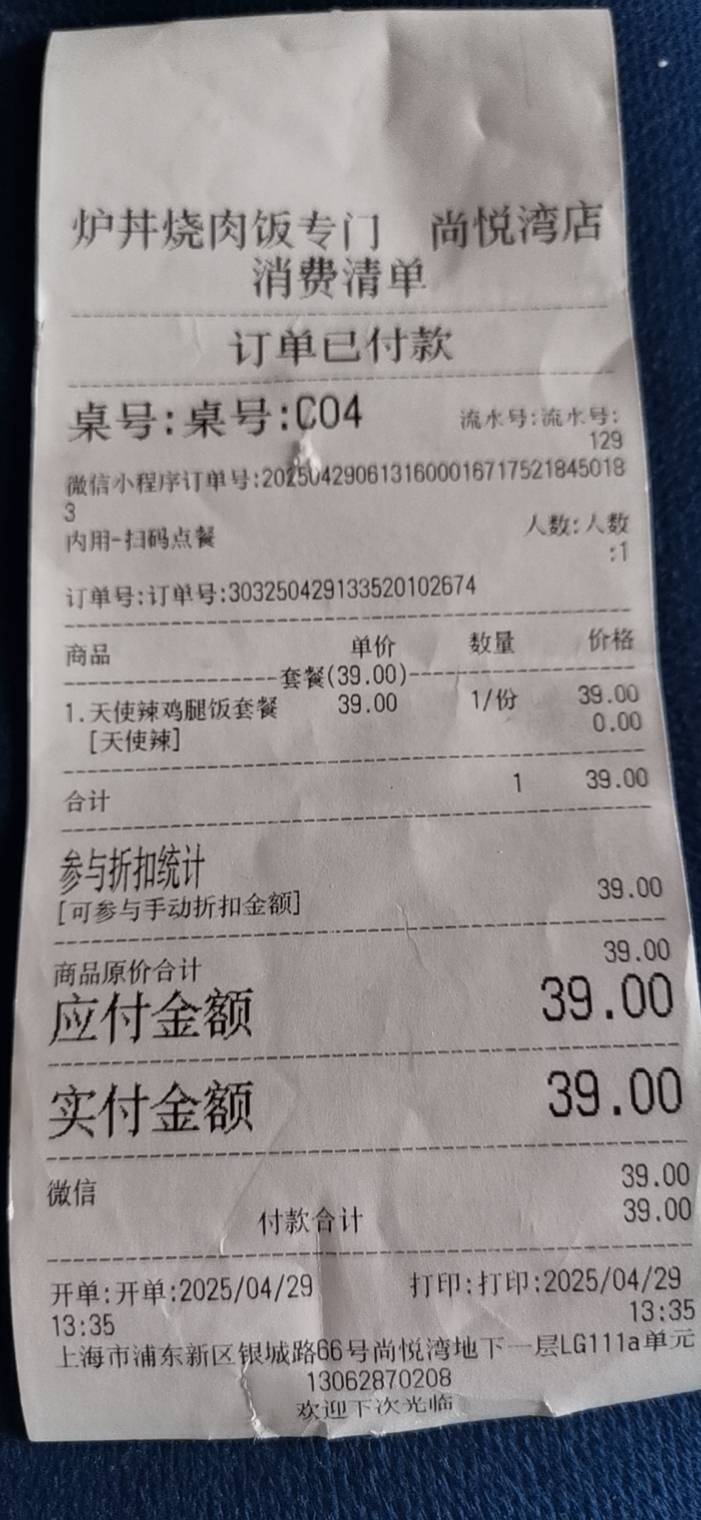 炉丼烧肉饭专门 尚悦湾店
消费清单
订单已付款
桌号:桌号:C04
流水号:流水号:
129
微信小程序订单号:2025042906131600016717521845018
3
内用-扫码点餐
人数:人数
:1
订单号:订单号:303250429133520102674
商品 单价 数量 价格
套餐(39.00)
1.天使辣鸡腿饭套餐 39.00 1/份 39.00
[天使辣] 0.00
合计 1 39.00
参与折扣统计
[可参与手动折扣金额] 39.00
商品原价合计 39.00
应付金额 39.00
实付金额 39.00
微信 39.00
付款合计 39.00
开单:开单:2025/04/29 打印:打印:2025/04/29
13:35 13:35
上海市浦东新区银城路66号尚悦湾地下一层LG111a单元
13062870208
欢迎下次光临